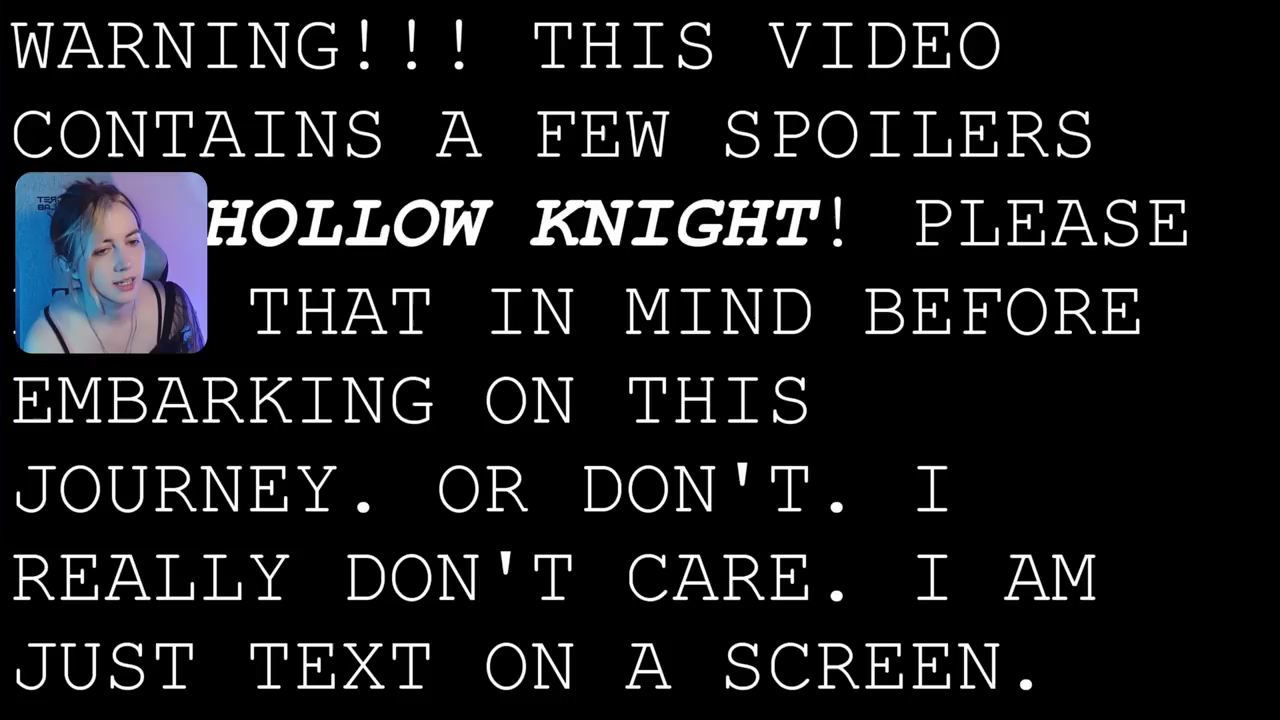 WARNING!!! THIS VIDEO
CONTAINS A FEW SPOILERS
HOLLOW KNIGHT! PLEASE
THAT IN MIND BEFORE
EMBARKING ON THIS
JOURNEY. OR DON'T. I
REALLY DON'T CARE. I AM
JUST TEXT ON A SCREEN.